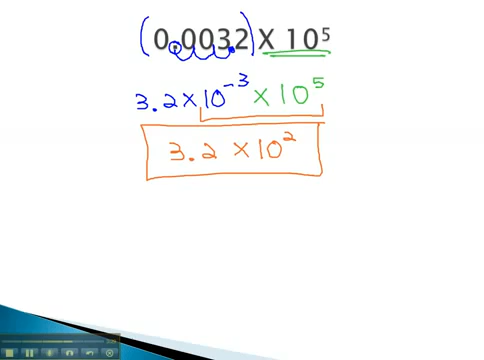 (0.0032) X 10⁵
3.2 × 10⁻³ × 10⁵
3.2 × 10²